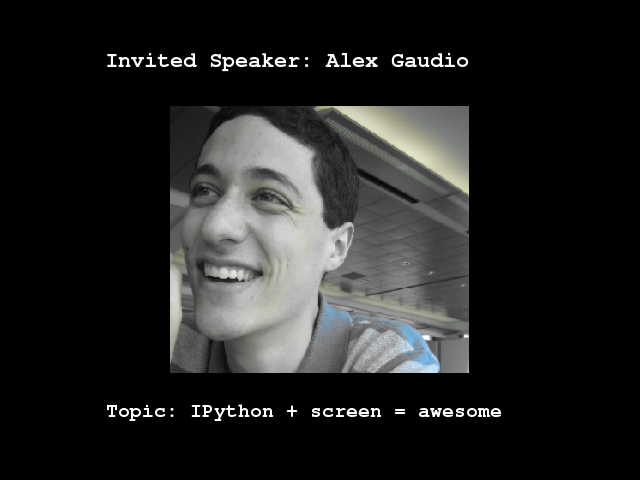 Invited Speaker: Alex Gaudio
Topic: IPython + screen = awesome